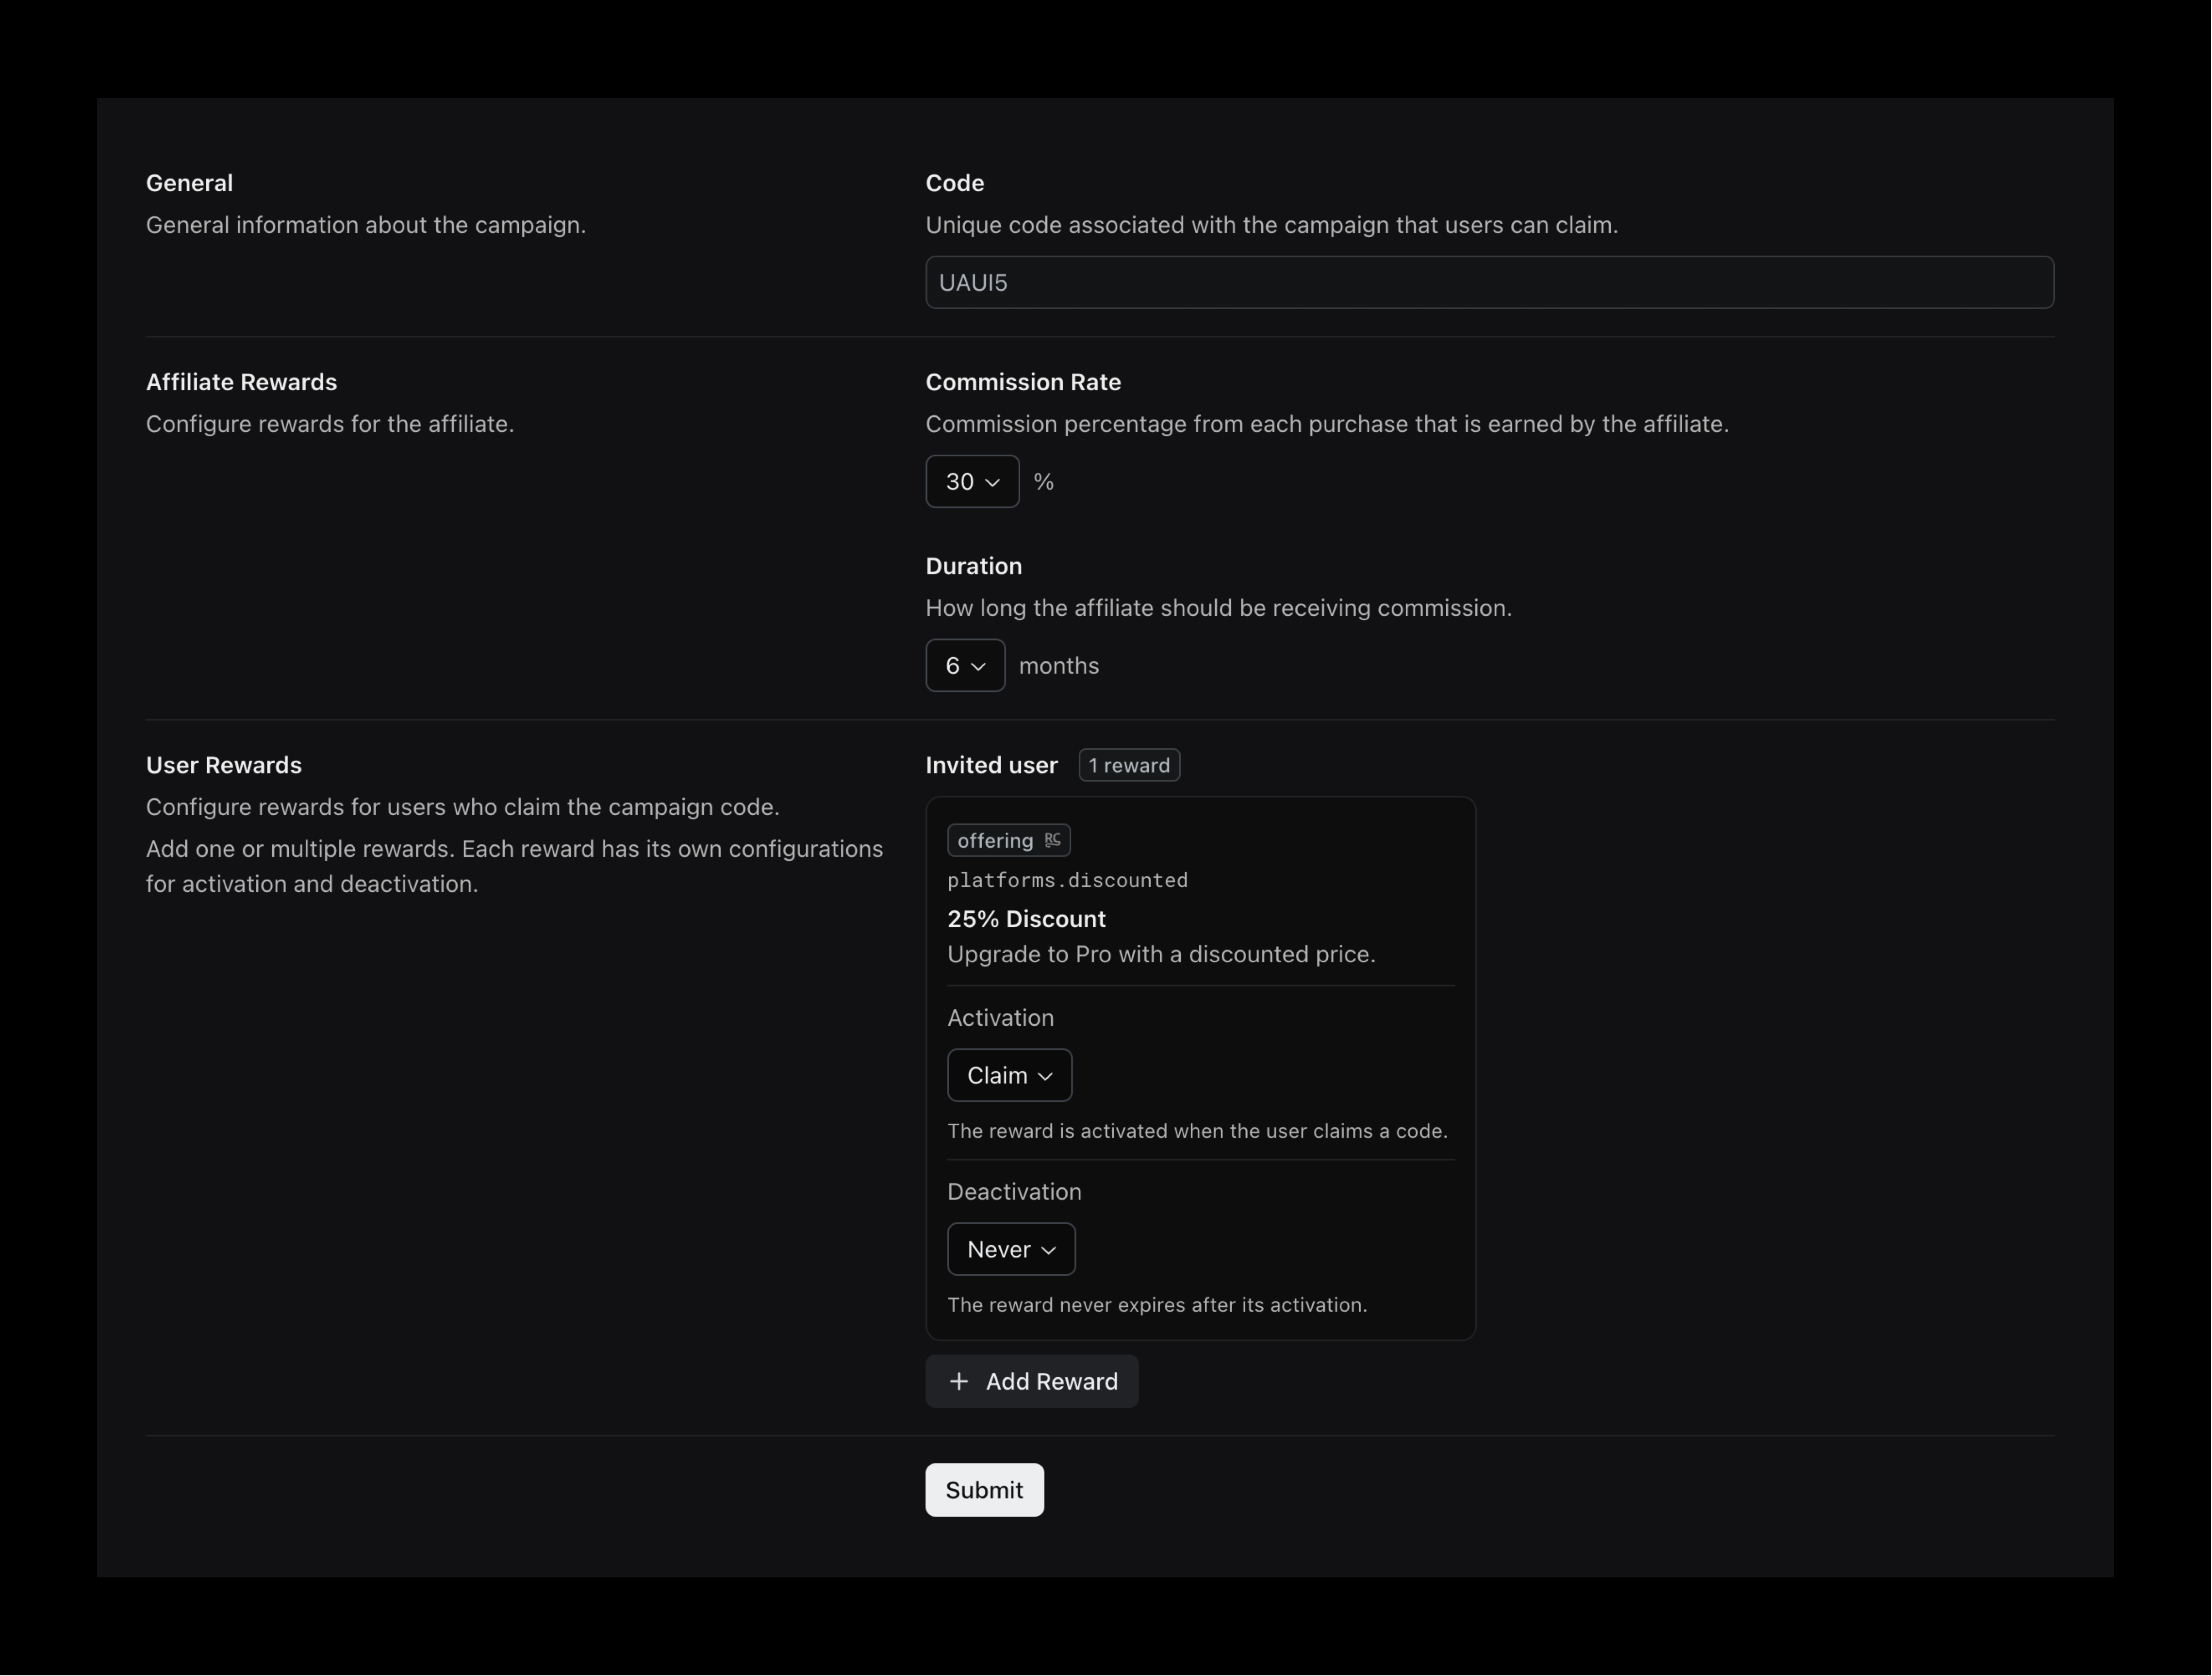 General
General information about the campaign.
Code
Unique code associated with the campaign that users can claim.
UAUI5
Affiliate Rewards
Configure rewards for the affiliate.
Commission Rate
Commission percentage from each purchase that is earned by the affiliate.
30 %
Duration
How long the affiliate should be receiving commission.
6 months
User Rewards
Configure rewards for users who claim the campaign code.
Add one or multiple rewards. Each reward has its own configurations
for activation and deactivation.
Invited user 1 reward
offering RC
platforms.discounted
25% Discount
Upgrade to Pro with a discounted price.
Activation
Claim
The reward is activated when the user claims a code.
Deactivation
Never
The reward never expires after its activation.
+ Add Reward
Submit